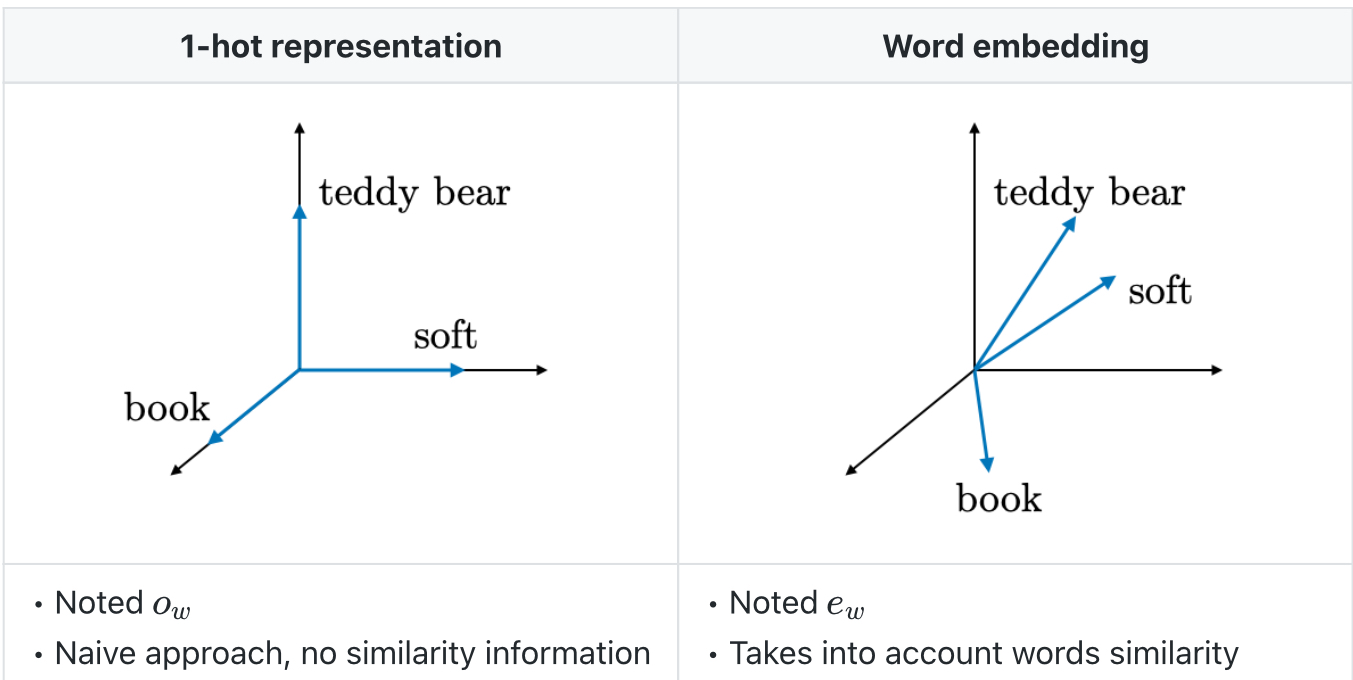 1-hot representation
Word embedding
teddy bear
soft
book
teddy bear
soft
book
• Noted o_w
• Naive approach, no similarity information
• Noted e_w
• Takes into account words similarity